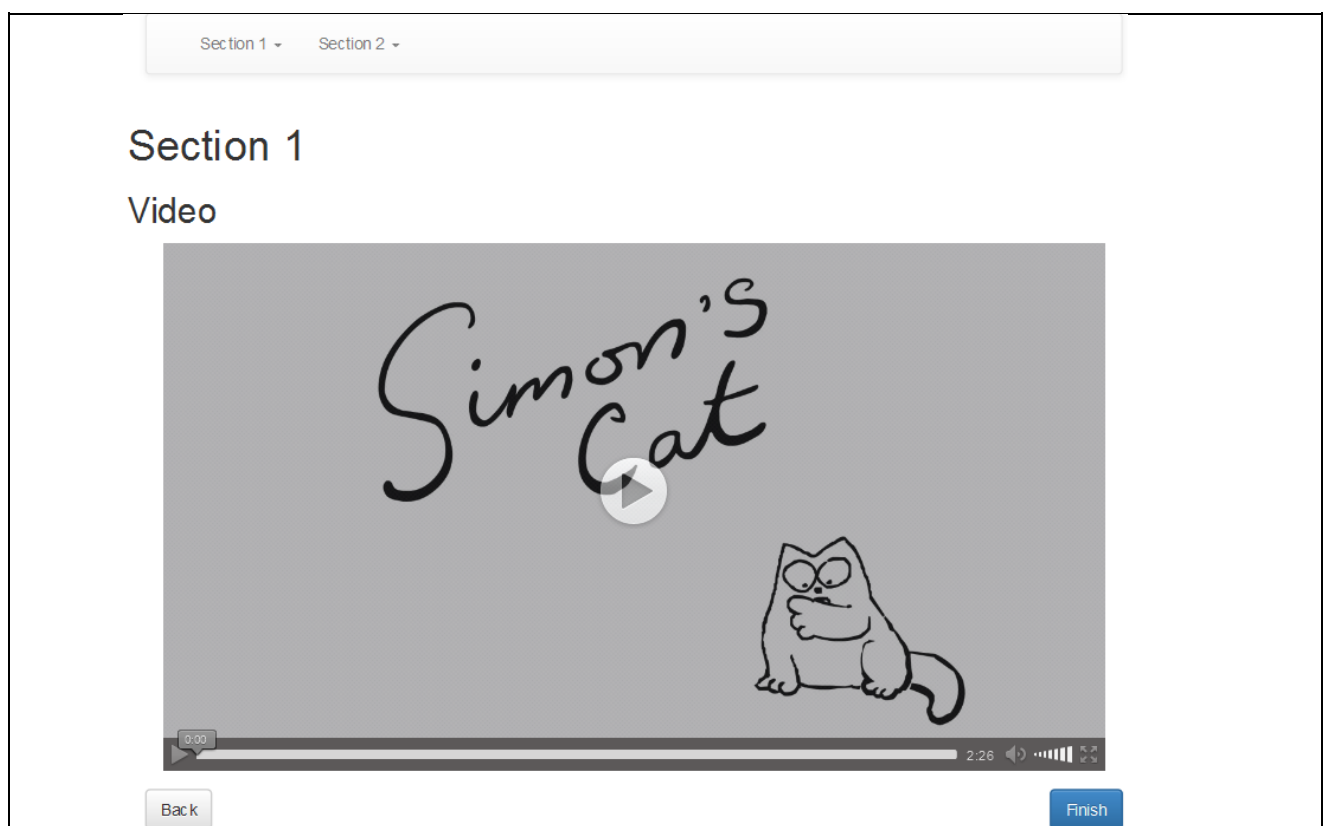 Section 1 Section 2
Section 1
Video
Simon's
Cat
0:00
2:26
Back Finish